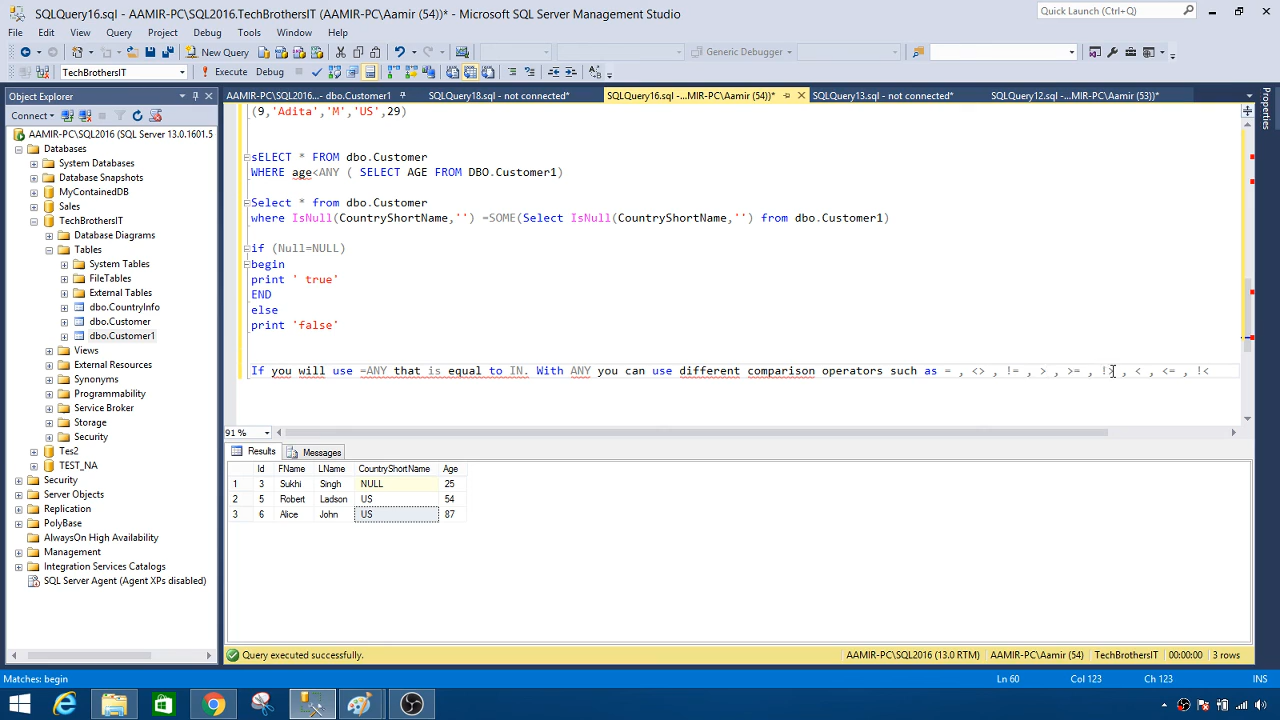 SQLQuery16.sql - AAMIR-PC\SQL2016.TechBrothersIT (AAMIR-PC\Aamir (54))* - Microsoft SQL Server Management Studio
Quick Launch (Ctrl+Q)
File Edit View Query Project Debug Tools Window Help
New Query
Generic Debugger
TechBrothersIT
Execute Debug
Object Explorer
AAMIR-PC\SQL2016... - dbo.Customer1
SQLQuery18.sql - not connected*
SQLQuery16.sql -...MIR-PC\Aamir (54))*
SQLQuery13.sql - not connected*
SQLQuery12.sql -...MIR-PC\Aamir (53))*
Properties
Connect
AAMIR-PC\SQL2016 (SQL Server 13.0.1601.5
Databases
System Databases
Database Snapshots
MyContainedDB
Sales
TechBrothersIT
Database Diagrams
Tables
System Tables
FileTables
External Tables
dbo.CountryInfo
dbo.Customer
dbo.Customer1
Views
External Resources
Synonyms
Programmability
Service Broker
Storage
Security
Tes2
TEST_NA
Security
Server Objects
Replication
PolyBase
AlwaysOn High Availability
Management
Integration Services Catalogs
SQL Server Agent (Agent XPs disabled)
(9,'Adita','M','US',29)
sELECT * FROM dbo.Customer
WHERE age<ANY ( SELECT AGE FROM DBO.Customer1)
Select * from dbo.Customer
where IsNull(CountryShortName,'') =SOME(Select IsNull(CountryShortName,'') from dbo.Customer1)
if (Null=NULL)
begin
print ' true'
END
else
print 'false'
If you will use =ANY that is equal to IN. With ANY you can use different comparison operators such as = , <> , != , > , >= , !> , < , <= , !<
91 %
Results Messages
Id FName LName CountryShortName Age
1 3 Sukhi Singh NULL 25
2 5 Robert Ladson US 54
3 6 Alice John US 87
Query executed successfully.
AAMIR-PC\SQL2016 (13.0 RTM) AAMIR-PC\Aamir (54) TechBrothersIT 00:00:00 3 rows
Matches: begin
Ln 60 Col 123 Ch 123 INS